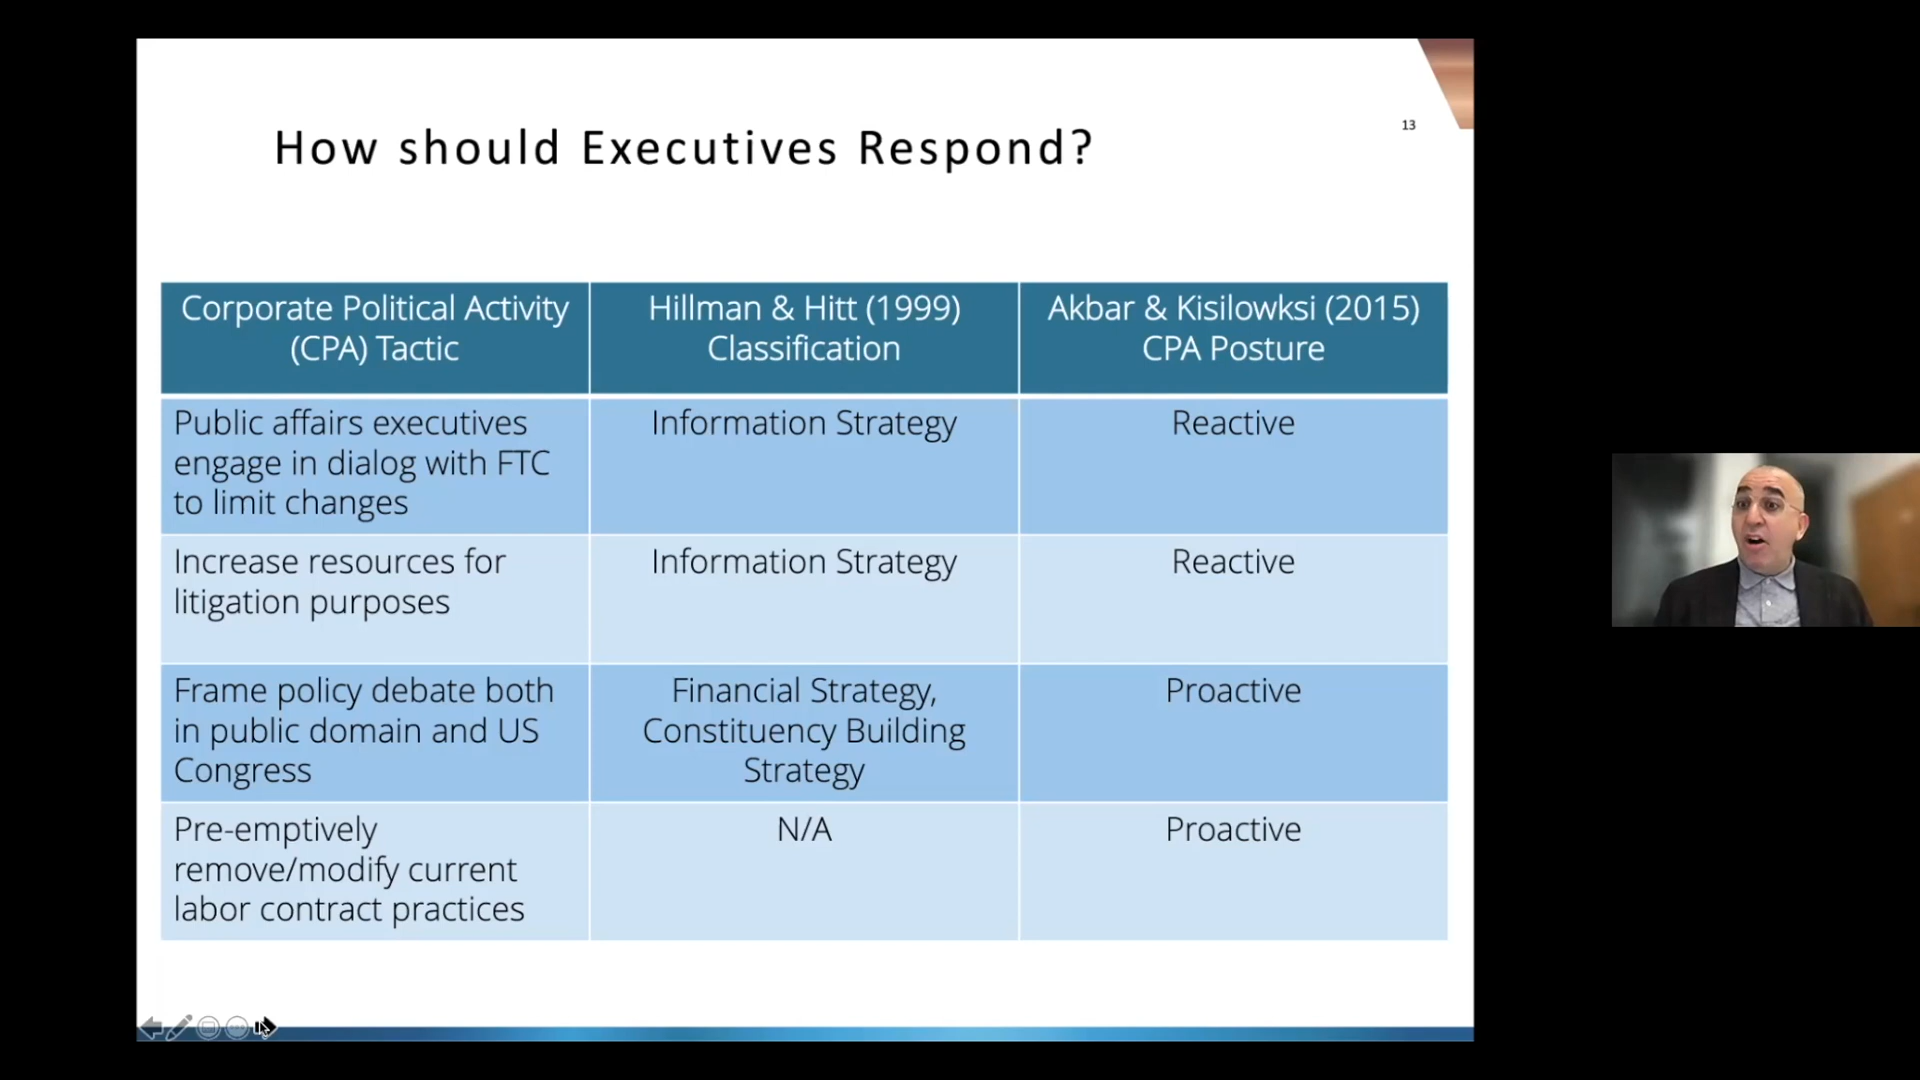 13
How should Executives Respond?
Corporate Political Activity
(CPA) Tactic
Hillman & Hitt (1999)
Classification
Akbar & Kisilowksi (2015)
CPA Posture
Public affairs executives
engage in dialog with FTC
to limit changes
Information Strategy
Reactive
Increase resources for
litigation purposes
Information Strategy
Reactive
Frame policy debate both
in public domain and US
Congress
Financial Strategy,
Constituency Building
Strategy
Proactive
Pre-emptively
remove/modify current
labor contract practices
N/A
Proactive